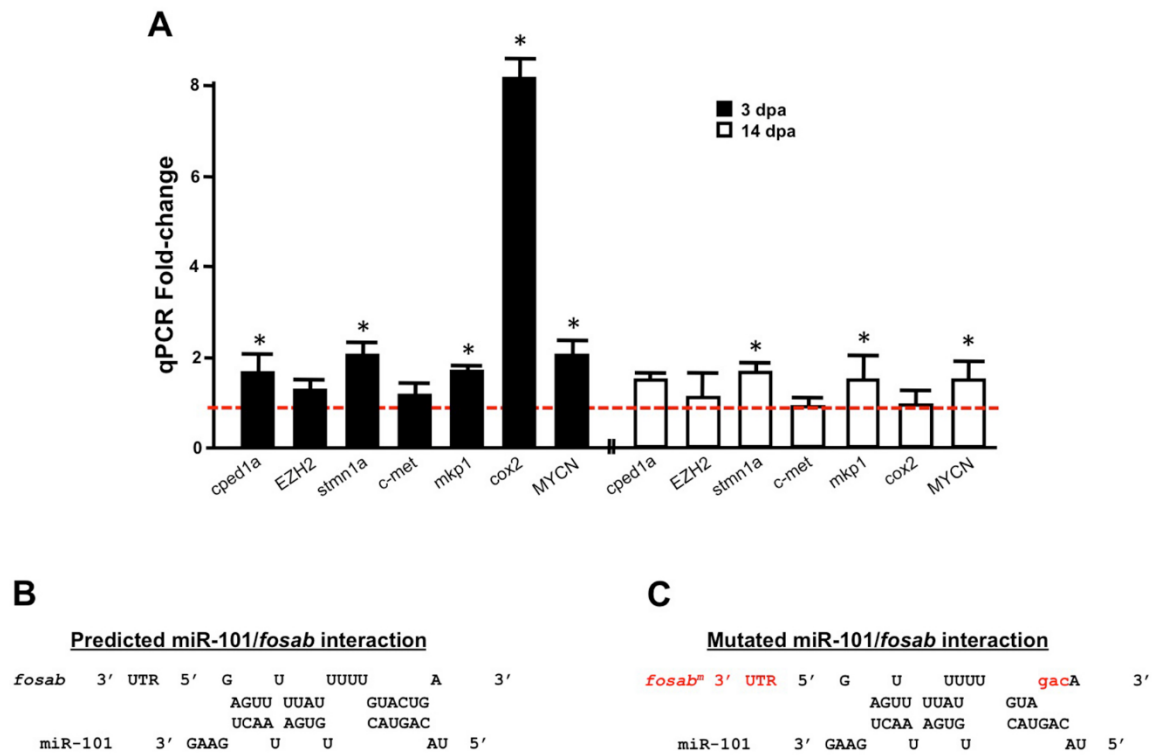 A
qPCR Fold-change
8
6
4
2
0
* * * * * * * *
3 dpa
14 dpa
cped1a EZH2 stmn1a c-met mkp1 cox2 MYCN cped1a EZH2 stmn1a c-met mkp1 cox2 MYCN
B
Predicted miR-101/fosab interaction
fosab 3′ UTR 5′ G U UUUU A 3′
AGUU UUAU GUACUG
UCAA AGUG CAUGAC
miR-101 3′ GAAG U U AU 5′
C
Mutated miR-101/fosab interaction
fosabᵐ 3′ UTR 5′ G U UUUU gacA 3′
AGUU UUAU GUA
UCAA AGUG CAUGAC
miR-101 3′ GAAG U U AU 5′